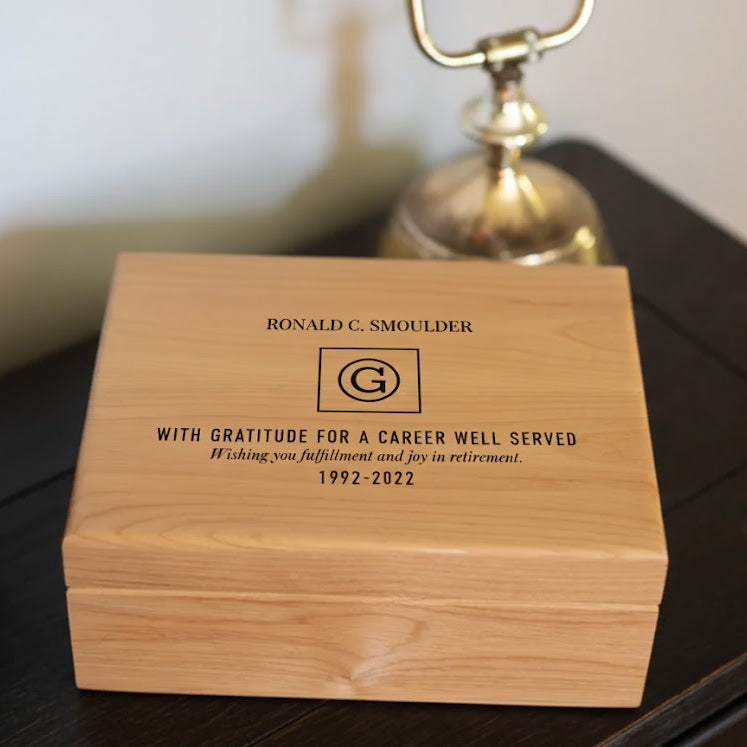 RONALD C. SMOULDER
G
WITH GRATITUDE FOR A CAREER WELL SERVED
Wishing you fulfillment and joy in retirement.
1992-2022